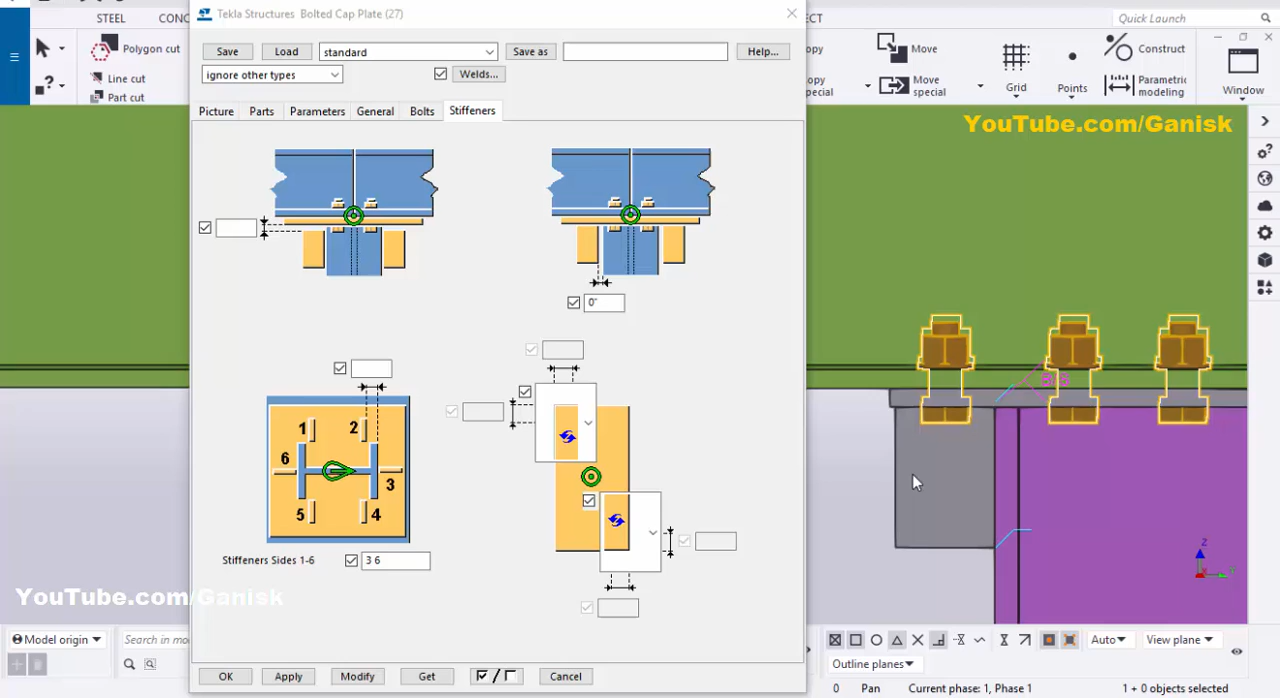 Tekla Structures Bolted Cap Plate (27)
STEEL
CONC
CT
Quick Launch
Polygon cut
Line cut
Part cut
Save
Load
standard
Save as
Help...
ignore other types
Welds...
opy
opy
pecial
Move
Move
special
Grid
Points
Construct
Parametric
modeling
Window
Picture
Parts
Parameters
General
Bolts
Stiffeners
YouTube.com/Ganisk
0"
1
2
6
3
5
4
Stiffeners Sides 1-6
3 6
YouTube.com/Ganisk
Z
Model origin
Search in mo
Auto
View plane
Outline planes
OK
Apply
Modify
Get
Cancel
0
Pan
Current phase: 1, Phase 1
1 + 0 objects selected